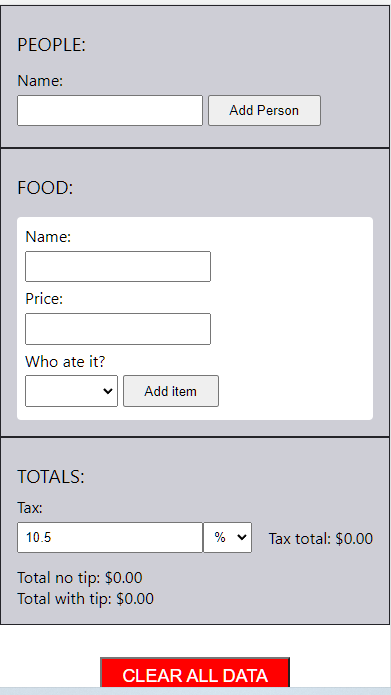 PEOPLE:
Name:
Add Person
FOOD:
Name:
Price:
Who ate it?
Add item
TOTALS:
Tax:
10.5 % Tax total: $0.00
Total no tip: $0.00
Total with tip: $0.00
CLEAR ALL DATA